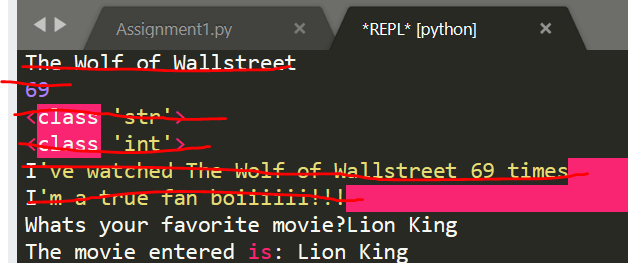 Assignment1.py × *REPL* [python] ×
The Wolf of Wallstreet
69
<class 'str'>
<class 'int'>
I've watched The Wolf of Wallstreet 69 times
I'm a true fan boiiiiii!!!
Whats your favorite movie?Lion King
The movie entered is: Lion King